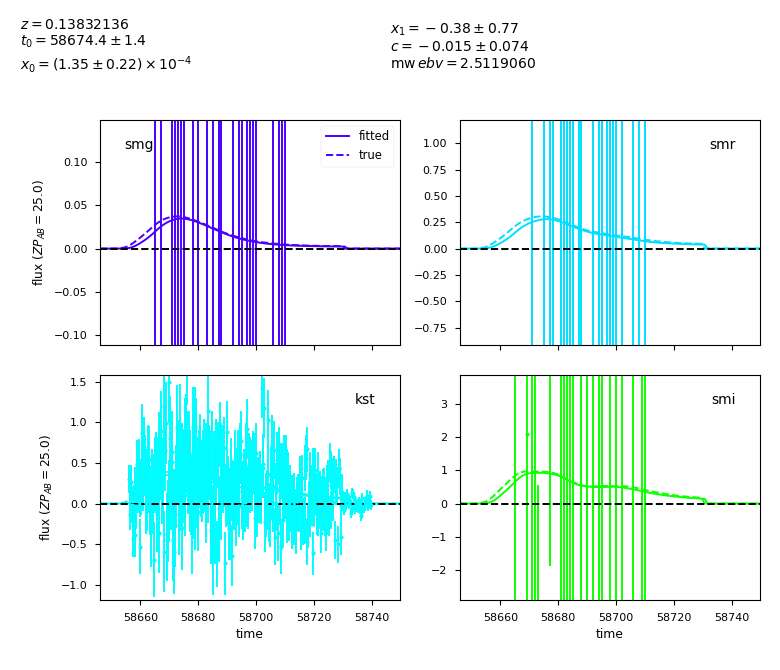 z = 0.13832136
t₀ = 58674.4 ± 1.4
x₀ = (1.35 ± 0.22) × 10⁻⁴
x₁ = −0.38 ± 0.77
c = −0.015 ± 0.074
mw ebv = 2.5119060
smg
fitted
true
0.10
0.05
0.00
−0.05
−0.10
flux (ZP_AB = 25.0)
smr
1.00
0.75
0.50
0.25
0.00
−0.25
−0.50
−0.75
kst
1.5
1.0
0.5
0.0
−0.5
−1.0
flux (ZP_AB = 25.0)
58660 58680 58700 58720 58740
time
smi
3
2
1
0
−1
−2
58660 58680 58700 58720 58740
time